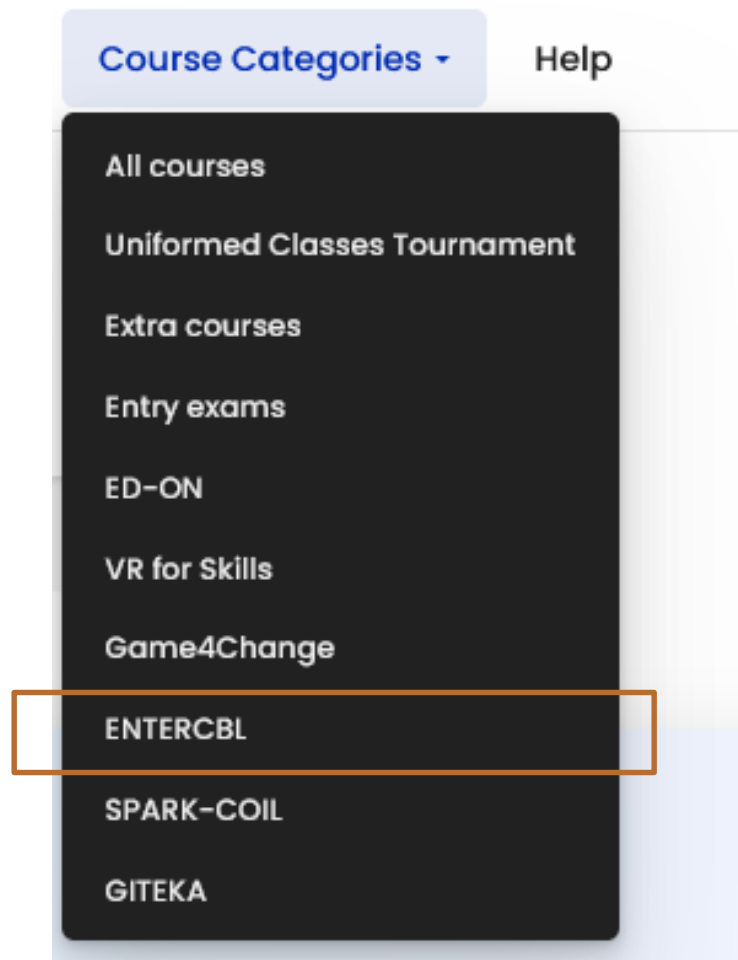 Course Categories Help
All courses
Uniformed Classes Tournament
Extra courses
Entry exams
ED-ON
VR for Skills
Game4Change
ENTERCBL
SPARK-COIL
GITEKA